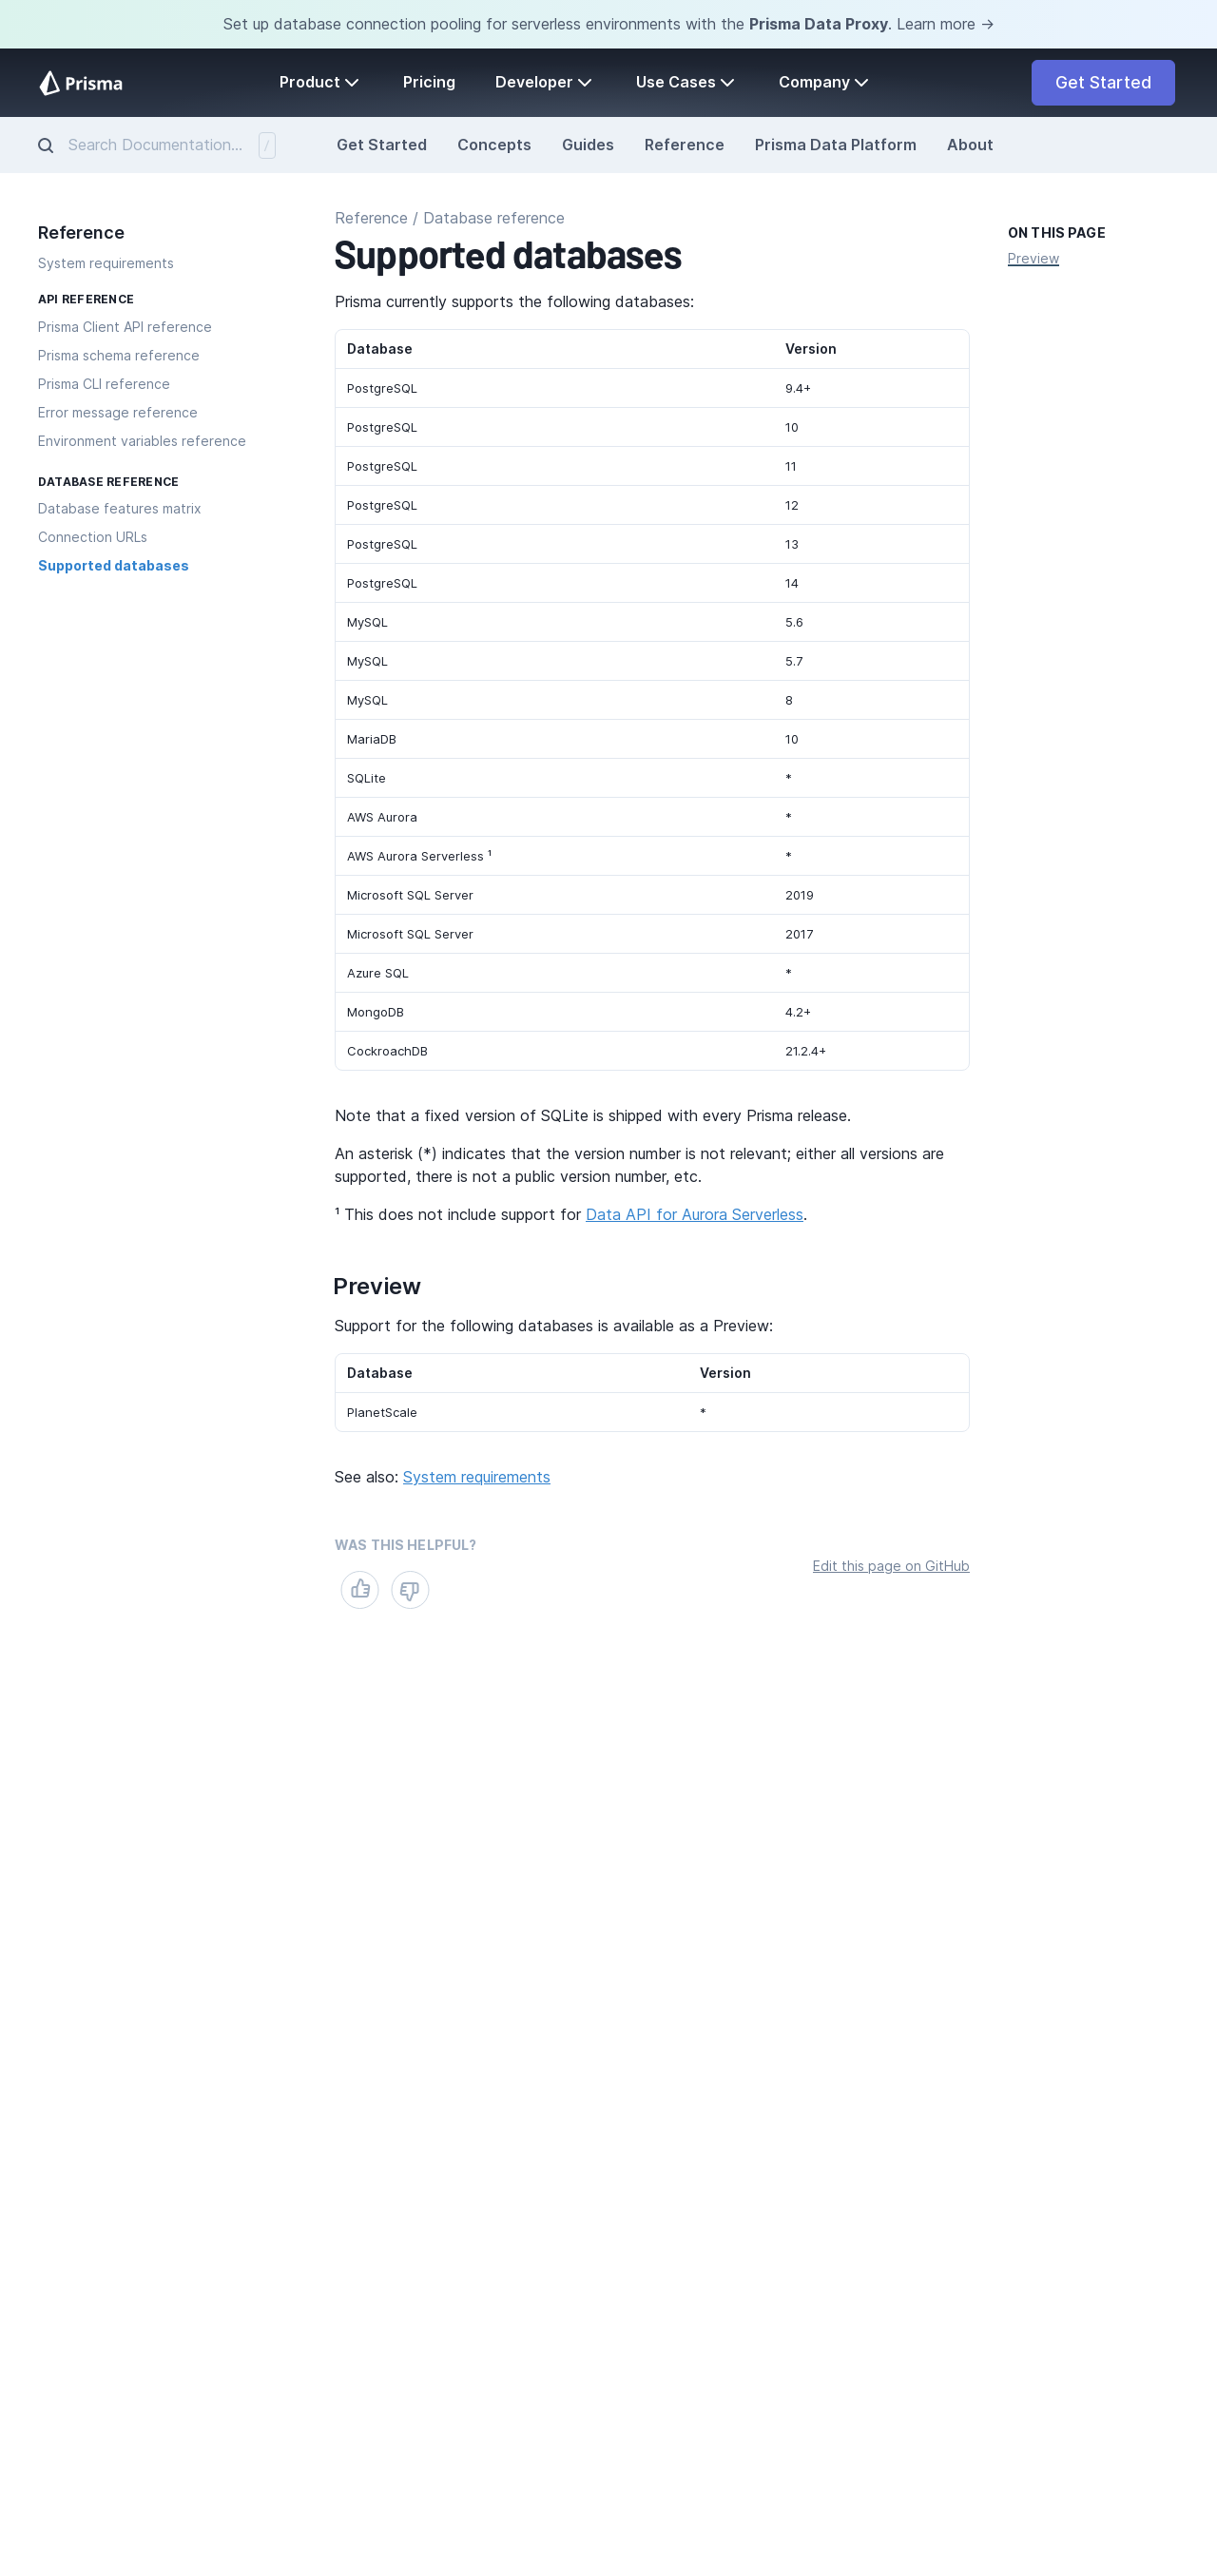 Set up database connection pooling for serverless environments with the Prisma Data Proxy. Learn more →
Prisma
Product
Pricing
Developer
Use Cases
Company
Get Started
Search Documentation... /
Get Started
Concepts
Guides
Reference
Prisma Data Platform
About
Reference
System requirements
API REFERENCE
Prisma Client API reference
Prisma schema reference
Prisma CLI reference
Error message reference
Environment variables reference
DATABASE REFERENCE
Database features matrix
Connection URLs
Supported databases
Reference / Database reference
Supported databases
Prisma currently supports the following databases:
Database Version
PostgreSQL 9.4+
PostgreSQL 10
PostgreSQL 11
PostgreSQL 12
PostgreSQL 13
PostgreSQL 14
MySQL 5.6
MySQL 5.7
MySQL 8
MariaDB 10
SQLite *
AWS Aurora *
AWS Aurora Serverless ¹ *
Microsoft SQL Server 2019
Microsoft SQL Server 2017
Azure SQL *
MongoDB 4.2+
CockroachDB 21.2.4+
Note that a fixed version of SQLite is shipped with every Prisma release.
An asterisk (*) indicates that the version number is not relevant; either all versions are
supported, there is not a public version number, etc.
¹ This does not include support for Data API for Aurora Serverless.
Preview
Support for the following databases is available as a Preview:
Database Version
PlanetScale *
See also: System requirements
WAS THIS HELPFUL?
Edit this page on GitHub
ON THIS PAGE
Preview